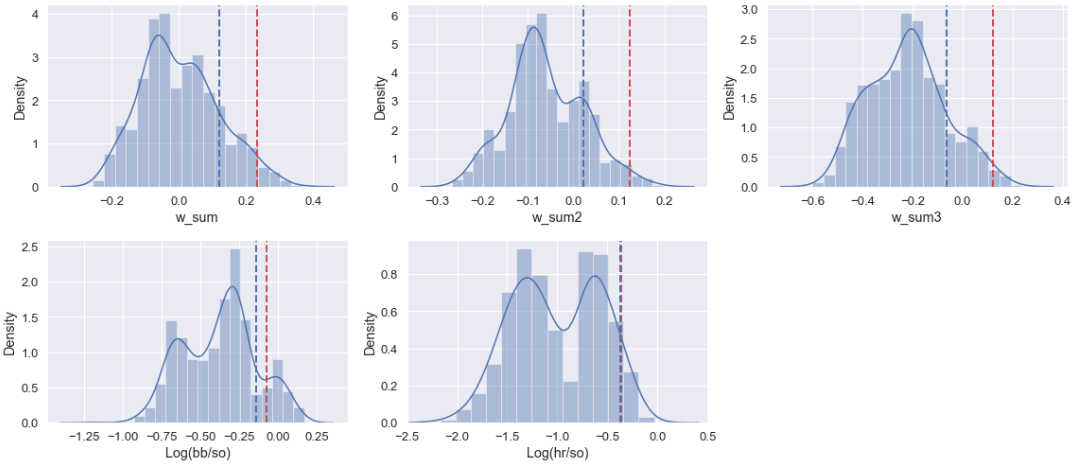 Density
4
3
2
1
0
−0.2 0.0 0.2 0.4
w_sum
Density
6
5
4
3
2
1
0
−0.3 −0.2 −0.1 0.0 0.1 0.2
w_sum2
Density
3.0
2.5
2.0
1.5
1.0
0.5
0.0
−0.6 −0.4 −0.2 0.0 0.2 0.4
w_sum3
Density
2.5
2.0
1.5
1.0
0.5
0.0
−1.25 −1.00 −0.75 −0.50 −0.25 0.00 0.25
Log(bb/so)
Density
0.8
0.6
0.4
0.2
0.0
−2.5 −2.0 −1.5 −1.0 −0.5 0.0 0.5
Log(hr/so)